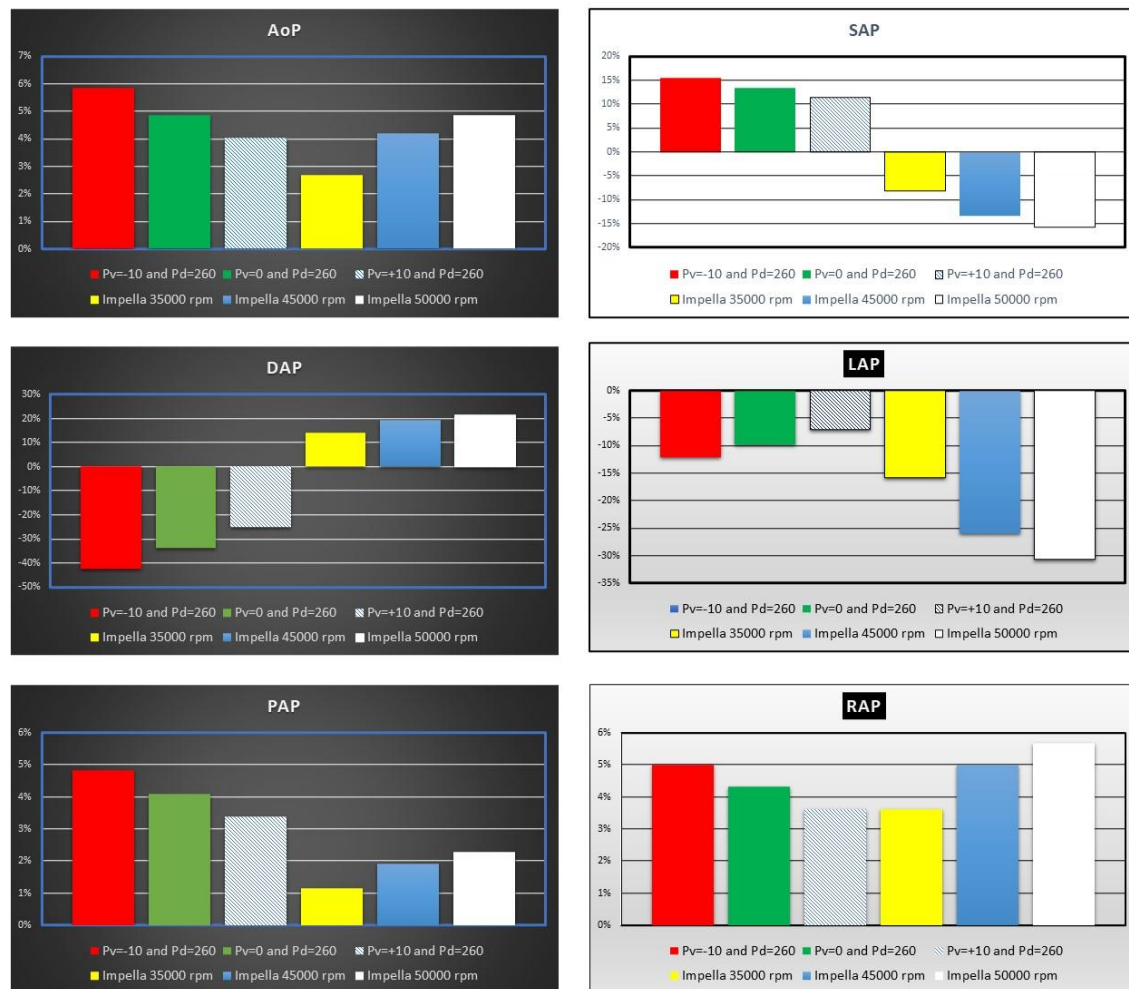 AoP
7%
6%
5%
4%
3%
2%
1%
0%
Pv=-10 and Pd=260 Pv=0 and Pd=260 Pv=+10 and Pd=260
Impella 35000 rpm Impella 45000 rpm Impella 50000 rpm
SAP
20%
15%
10%
5%
0%
-5%
-10%
-15%
-20%
Pv=-10 and Pd=260 Pv=0 and Pd=260 Pv=+10 and Pd=260
Impella 35000 rpm Impella 45000 rpm Impella 50000 rpm
DAP
30%
20%
10%
0%
-10%
-20%
-30%
-40%
-50%
Pv=-10 and Pd=260 Pv=0 and Pd=260 Pv=+10 and Pd=260
Impella 35000 rpm Impella 45000 rpm Impella 50000 rpm
LAP
0%
-5%
-10%
-15%
-20%
-25%
-30%
-35%
Pv=-10 and Pd=260 Pv=0 and Pd=260 Pv=+10 and Pd=260
Impella 35000 rpm Impella 45000 rpm Impella 50000 rpm
PAP
6%
5%
4%
3%
2%
1%
0%
Pv=-10 and Pd=260 Pv=0 and Pd=260 Pv=+10 and Pd=260
Impella 35000 rpm Impella 45000 rpm Impella 50000 rpm
RAP
6%
5%
4%
3%
2%
1%
0%
Pv=-10 and Pd=260 Pv=0 and Pd=260 Pv=+10 and Pd=260
Impella 35000 rpm Impella 45000 rpm Impella 50000 rpm